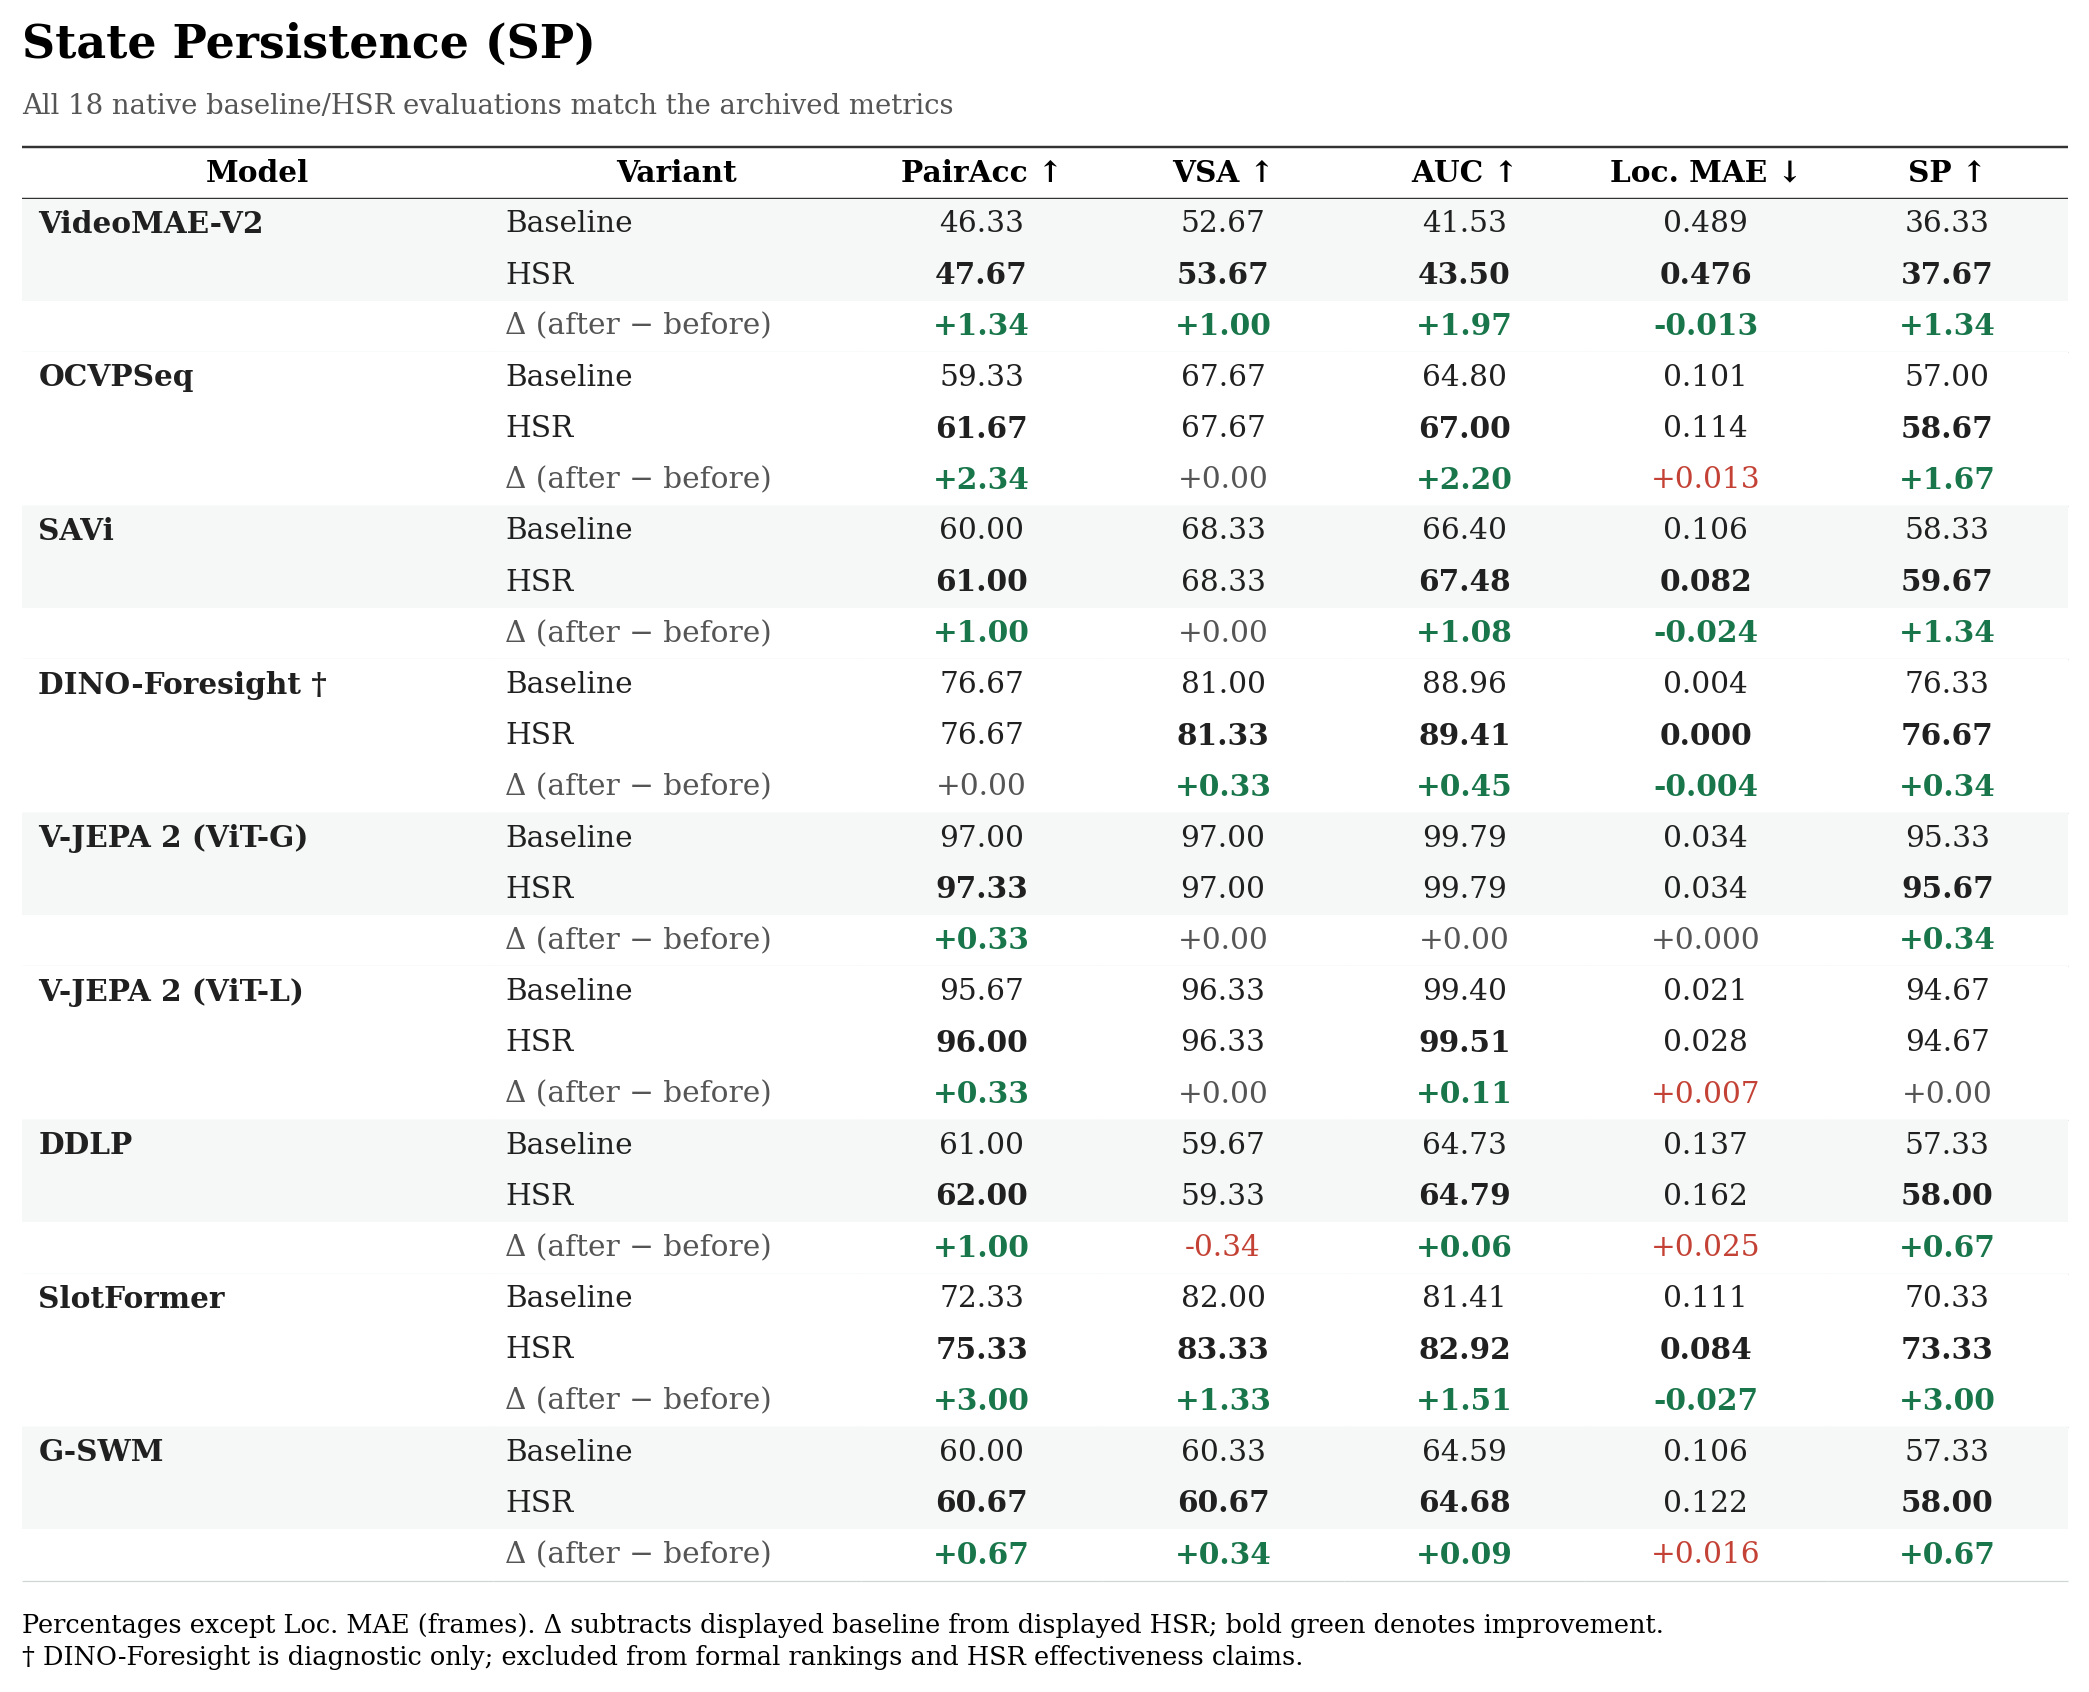 State Persistence (SP)
All 18 native baseline/HSR evaluations match the archived metrics
Model Variant PairAcc ↑ VSA ↑ AUC ↑ Loc. MAE ↓ SP ↑
VideoMAE-V2 Baseline 46.33 52.67 41.53 0.489 36.33
HSR 47.67 53.67 43.50 0.476 37.67
Δ (after − before) +1.34 +1.00 +1.97 -0.013 +1.34
OCVPSeq Baseline 59.33 67.67 64.80 0.101 57.00
HSR 61.67 67.67 67.00 0.114 58.67
Δ (after − before) +2.34 +0.00 +2.20 +0.013 +1.67
SAVi Baseline 60.00 68.33 66.40 0.106 58.33
HSR 61.00 68.33 67.48 0.082 59.67
Δ (after − before) +1.00 +0.00 +1.08 -0.024 +1.34
DINO-Foresight † Baseline 76.67 81.00 88.96 0.004 76.33
HSR 76.67 81.33 89.41 0.000 76.67
Δ (after − before) +0.00 +0.33 +0.45 -0.004 +0.34
V-JEPA 2 (ViT-G) Baseline 97.00 97.00 99.79 0.034 95.33
HSR 97.33 97.00 99.79 0.034 95.67
Δ (after − before) +0.33 +0.00 +0.00 +0.000 +0.34
V-JEPA 2 (ViT-L) Baseline 95.67 96.33 99.40 0.021 94.67
HSR 96.00 96.33 99.51 0.028 94.67
Δ (after − before) +0.33 +0.00 +0.11 +0.007 +0.00
DDLP Baseline 61.00 59.67 64.73 0.137 57.33
HSR 62.00 59.33 64.79 0.162 58.00
Δ (after − before) +1.00 -0.34 +0.06 +0.025 +0.67
SlotFormer Baseline 72.33 82.00 81.41 0.111 70.33
HSR 75.33 83.33 82.92 0.084 73.33
Δ (after − before) +3.00 +1.33 +1.51 -0.027 +3.00
G-SWM Baseline 60.00 60.33 64.59 0.106 57.33
HSR 60.67 60.67 64.68 0.122 58.00
Δ (after − before) +0.67 +0.34 +0.09 +0.016 +0.67
Percentages except Loc. MAE (frames). Δ subtracts displayed baseline from displayed HSR; bold green denotes improvement.
† DINO-Foresight is diagnostic only; excluded from formal rankings and HSR effectiveness claims.